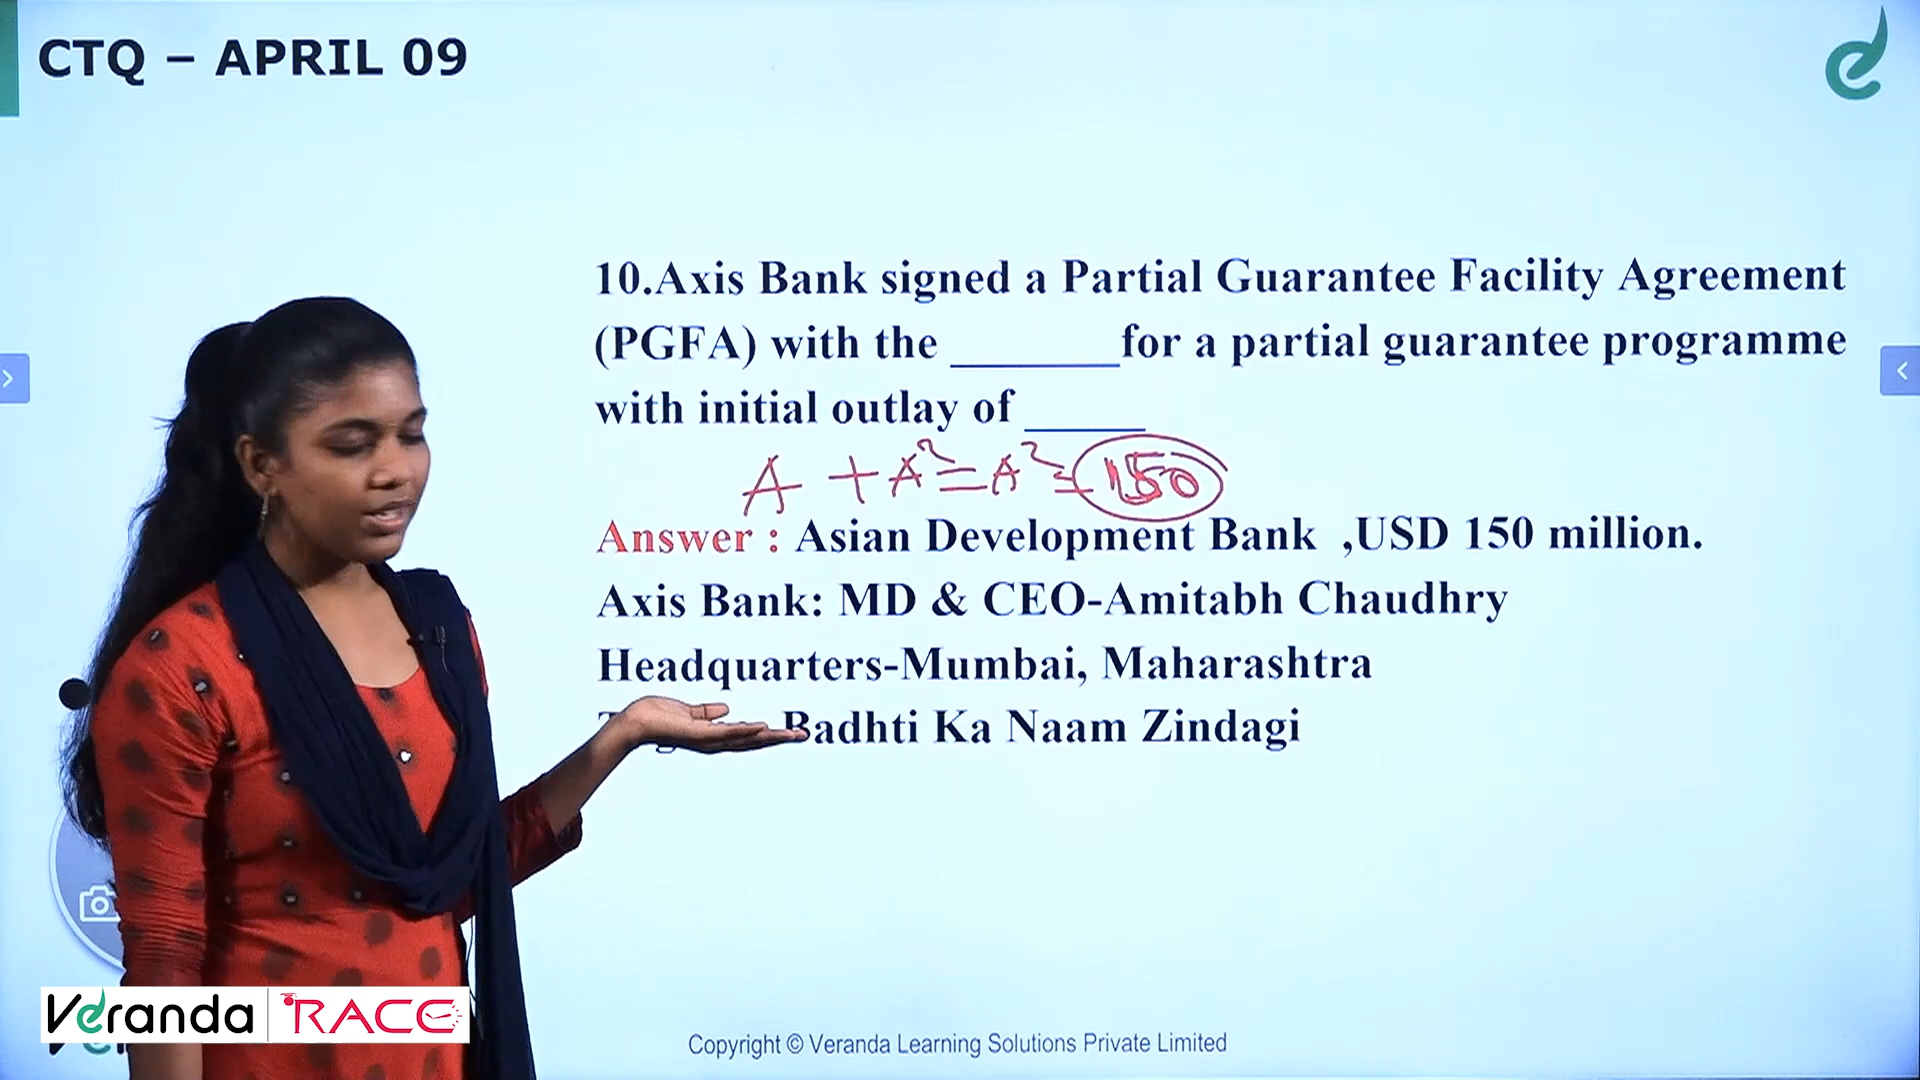 CTQ – APRIL 09
10.Axis Bank signed a Partial Guarantee Facility Agreement
(PGFA) with the _______for a partial guarantee programme
with initial outlay of _____
A + A² = A² = 150
Answer : Asian Development Bank ,USD 150 million.
Axis Bank: MD & CEO-Amitabh Chaudhry
Headquarters-Mumbai, Maharashtra
Badhti Ka Naam Zindagi
Veranda RACE
Copyright © Veranda Learning Solutions Private Limited